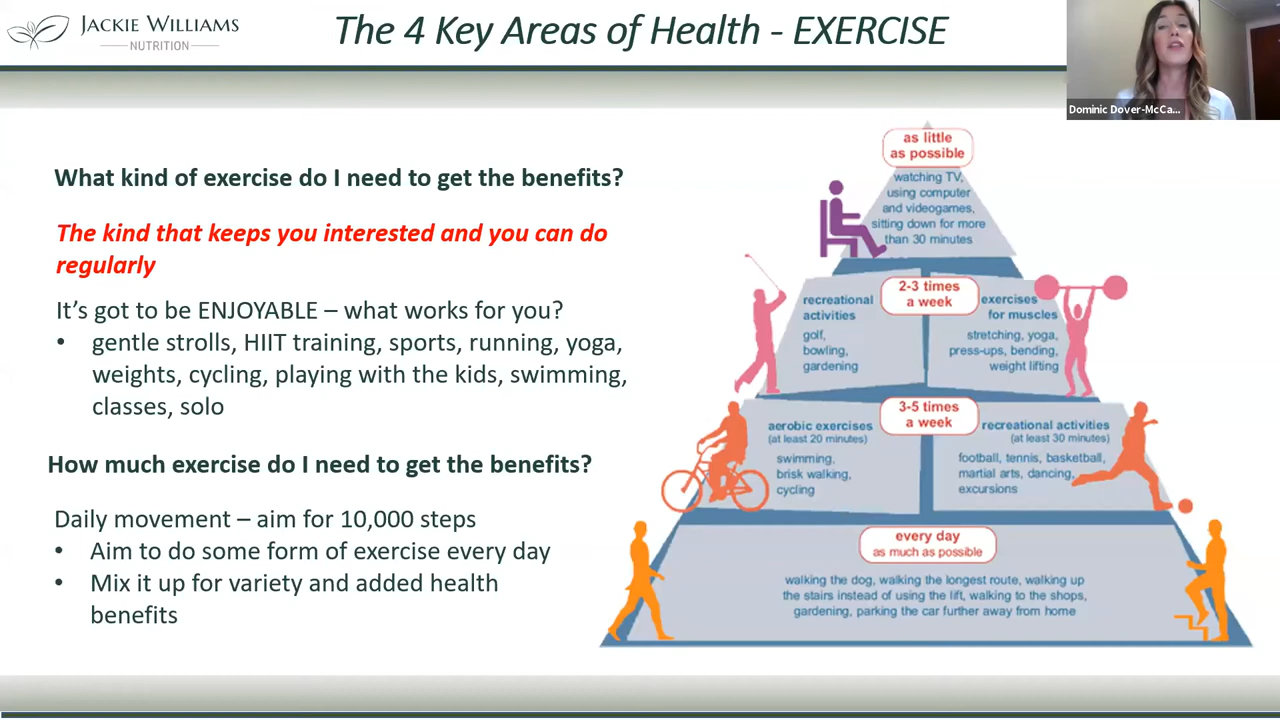 JACKIE WILLIAMS
NUTRITION
The 4 Key Areas of Health - EXERCISE
Dominic Dover-McCa...
What kind of exercise do I need to get the benefits?
The kind that keeps you interested and you can do
regularly
It's got to be ENJOYABLE – what works for you?
• gentle strolls, HIIT training, sports, running, yoga,
weights, cycling, playing with the kids, swimming,
classes, solo
How much exercise do I need to get the benefits?
Daily movement – aim for 10,000 steps
• Aim to do some form of exercise every day
• Mix it up for variety and added health
benefits
as little
as possible
watching TV,
using computer
and videogames,
sitting down for more
than 30 minutes
2-3 times
a week
recreational
activities
golf,
bowling,
gardening
exercises
for muscles
stretching, yoga,
press-ups, bending,
weight lifting
3-5 times
a week
aerobic exercises
(at least 20 minutes)
swimming,
brisk walking,
cycling
recreational activities
(at least 30 minutes)
football, tennis, basketball,
martial arts, dancing,
excursions
every day
as much as possible
walking the dog, walking the longest route, walking up
the stairs instead of using the lift, walking to the shops,
gardening, parking the car further away from home